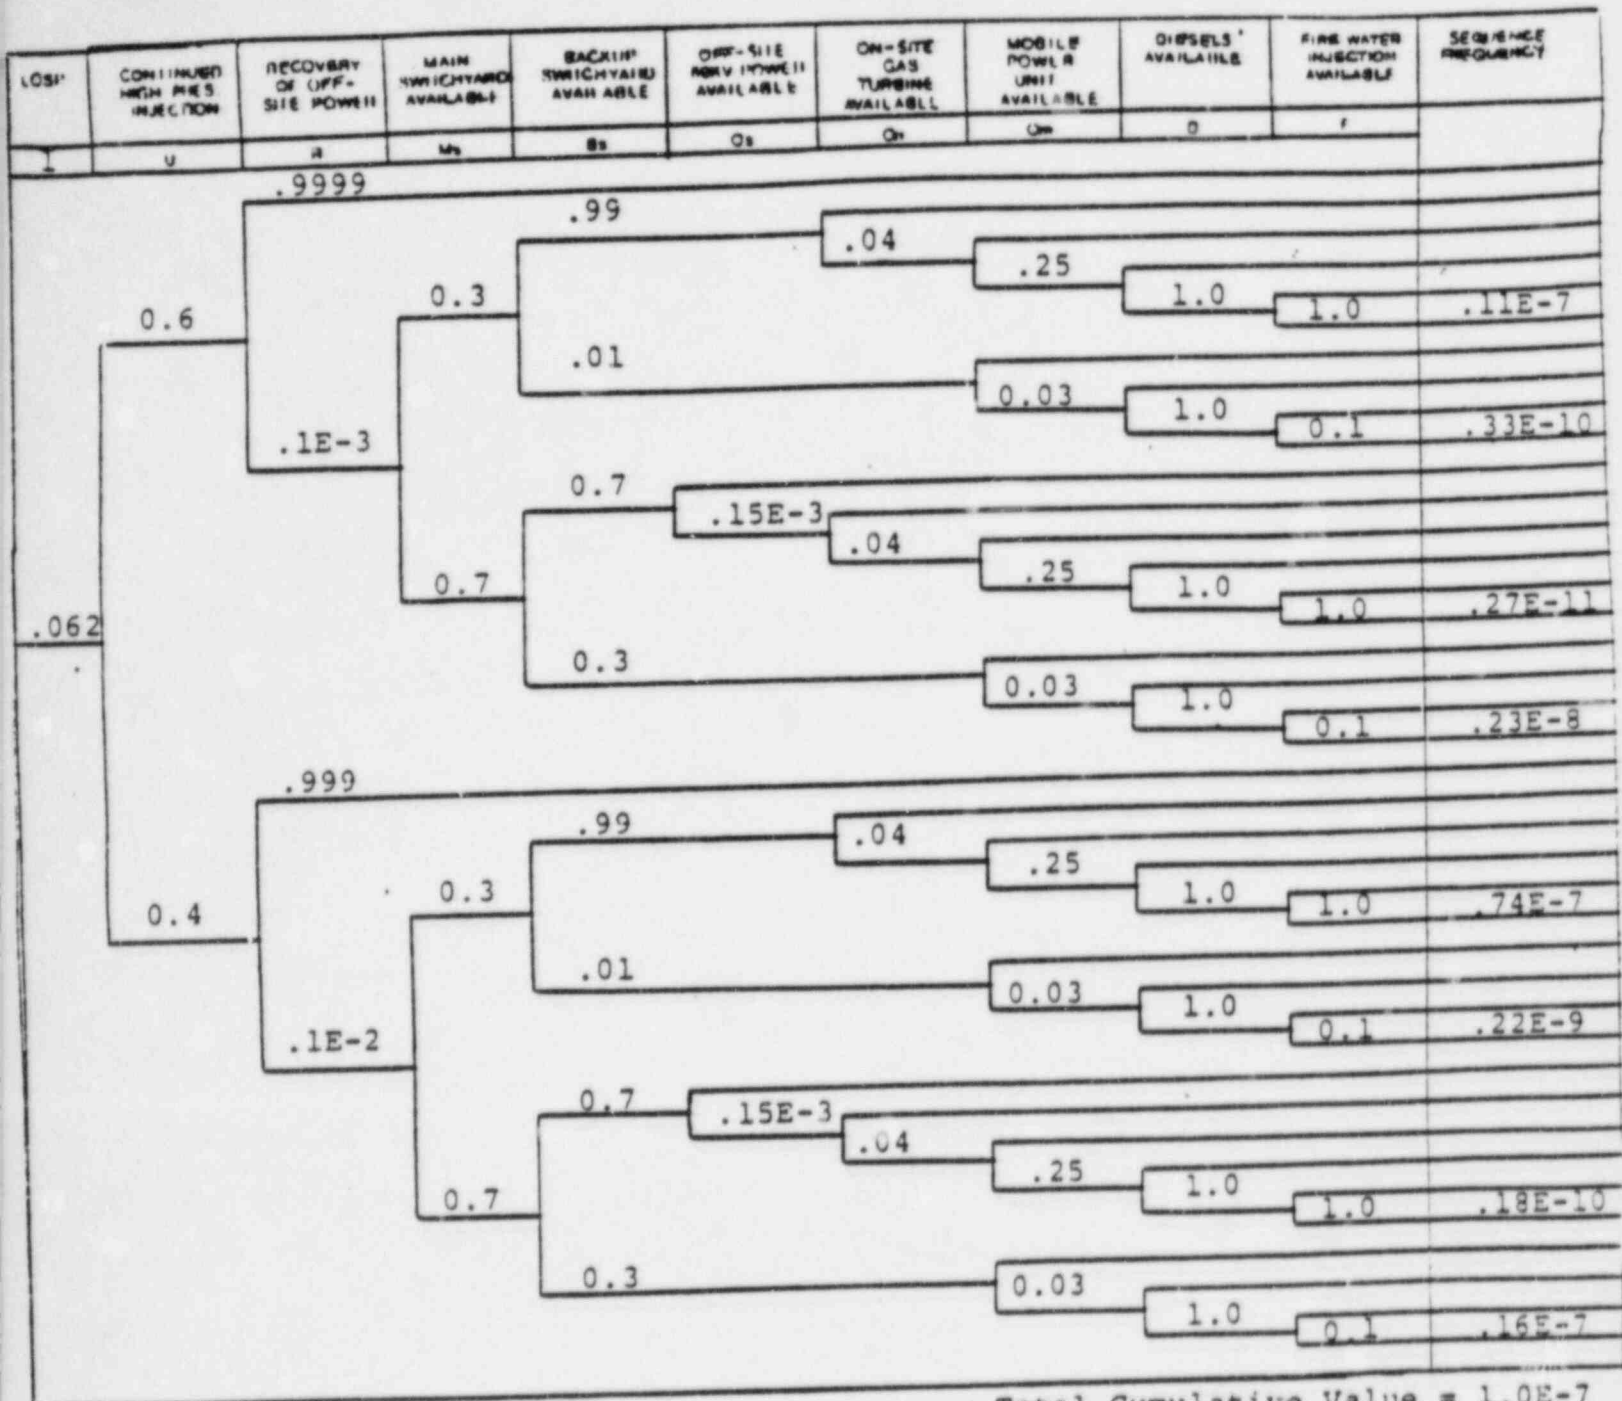 LOSP
CONTINUED HIGH PRES INJECTION
RECOVERY OF OFF-SITE POWER
MAIN SWITCHYARD AVAILABLE
BACKUP SWITCHYARD AVAILABLE
OFF-SITE POWER AVAILABLE
ON-SITE GAS TURBINE AVAILABLE
MOBILE POWER UNIT AVAILABLE
DIESELS AVAILABLE
FIRE WATER INJECTION AVAILABLE
SEQUENCE FREQUENCY
I U R Ms Bs Os On Om D F
.9999
.99
.04
.25
0.3
1.0
1.0 .11E-7
0.6
.01
0.03
1.0
0.1 .33E-10
.1E-3
0.7
.15E-3
.04
.25
0.7
1.0
1.0 .27E-11
.062
0.3
0.03
1.0
0.1 .23E-8
.999
.99
.04
.25
0.3
1.0
1.0 .74E-7
0.4
.01
0.03
1.0
0.1 .22E-9
.1E-2
0.7
.15E-3
.04
.25
0.7
1.0
1.0 .18E-10
0.3
0.03
1.0
0.1 .16E-7
Total Cumulative Value = 1.0E-7